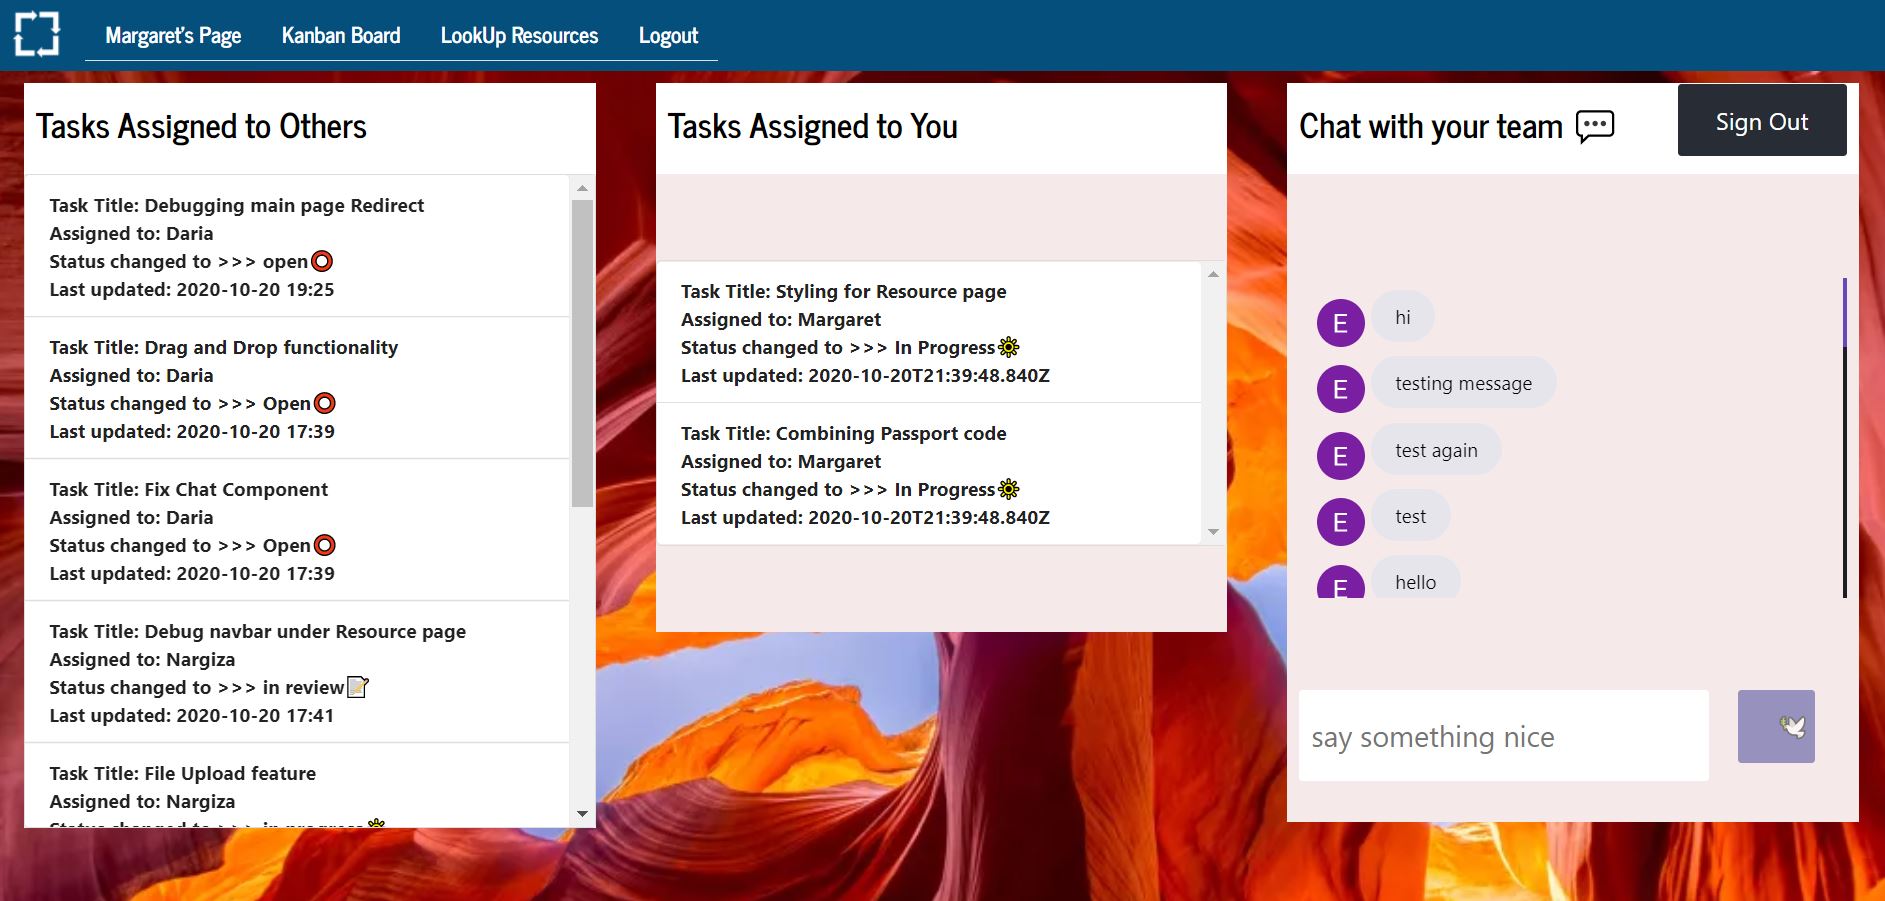 Margaret's Page Kanban Board LookUp Resources Logout
Tasks Assigned to Others
Task Title: Debugging main page Redirect
Assigned to: Daria
Status changed to >>> open
Last updated: 2020-10-20 19:25
Task Title: Drag and Drop functionality
Assigned to: Daria
Status changed to >>> Open
Last updated: 2020-10-20 17:39
Task Title: Fix Chat Component
Assigned to: Daria
Status changed to >>> Open
Last updated: 2020-10-20 17:39
Task Title: Debug navbar under Resource page
Assigned to: Nargiza
Status changed to >>> in review
Last updated: 2020-10-20 17:41
Task Title: File Upload feature
Assigned to: Nargiza
Status changed to >>> in progress
Tasks Assigned to You
Task Title: Styling for Resource page
Assigned to: Margaret
Status changed to >>> In Progress
Last updated: 2020-10-20T21:39:48.840Z
Task Title: Combining Passport code
Assigned to: Margaret
Status changed to >>> In Progress
Last updated: 2020-10-20T21:39:48.840Z
Chat with your team Sign Out
E hi
E testing message
E test again
E test
E hello
say something nice